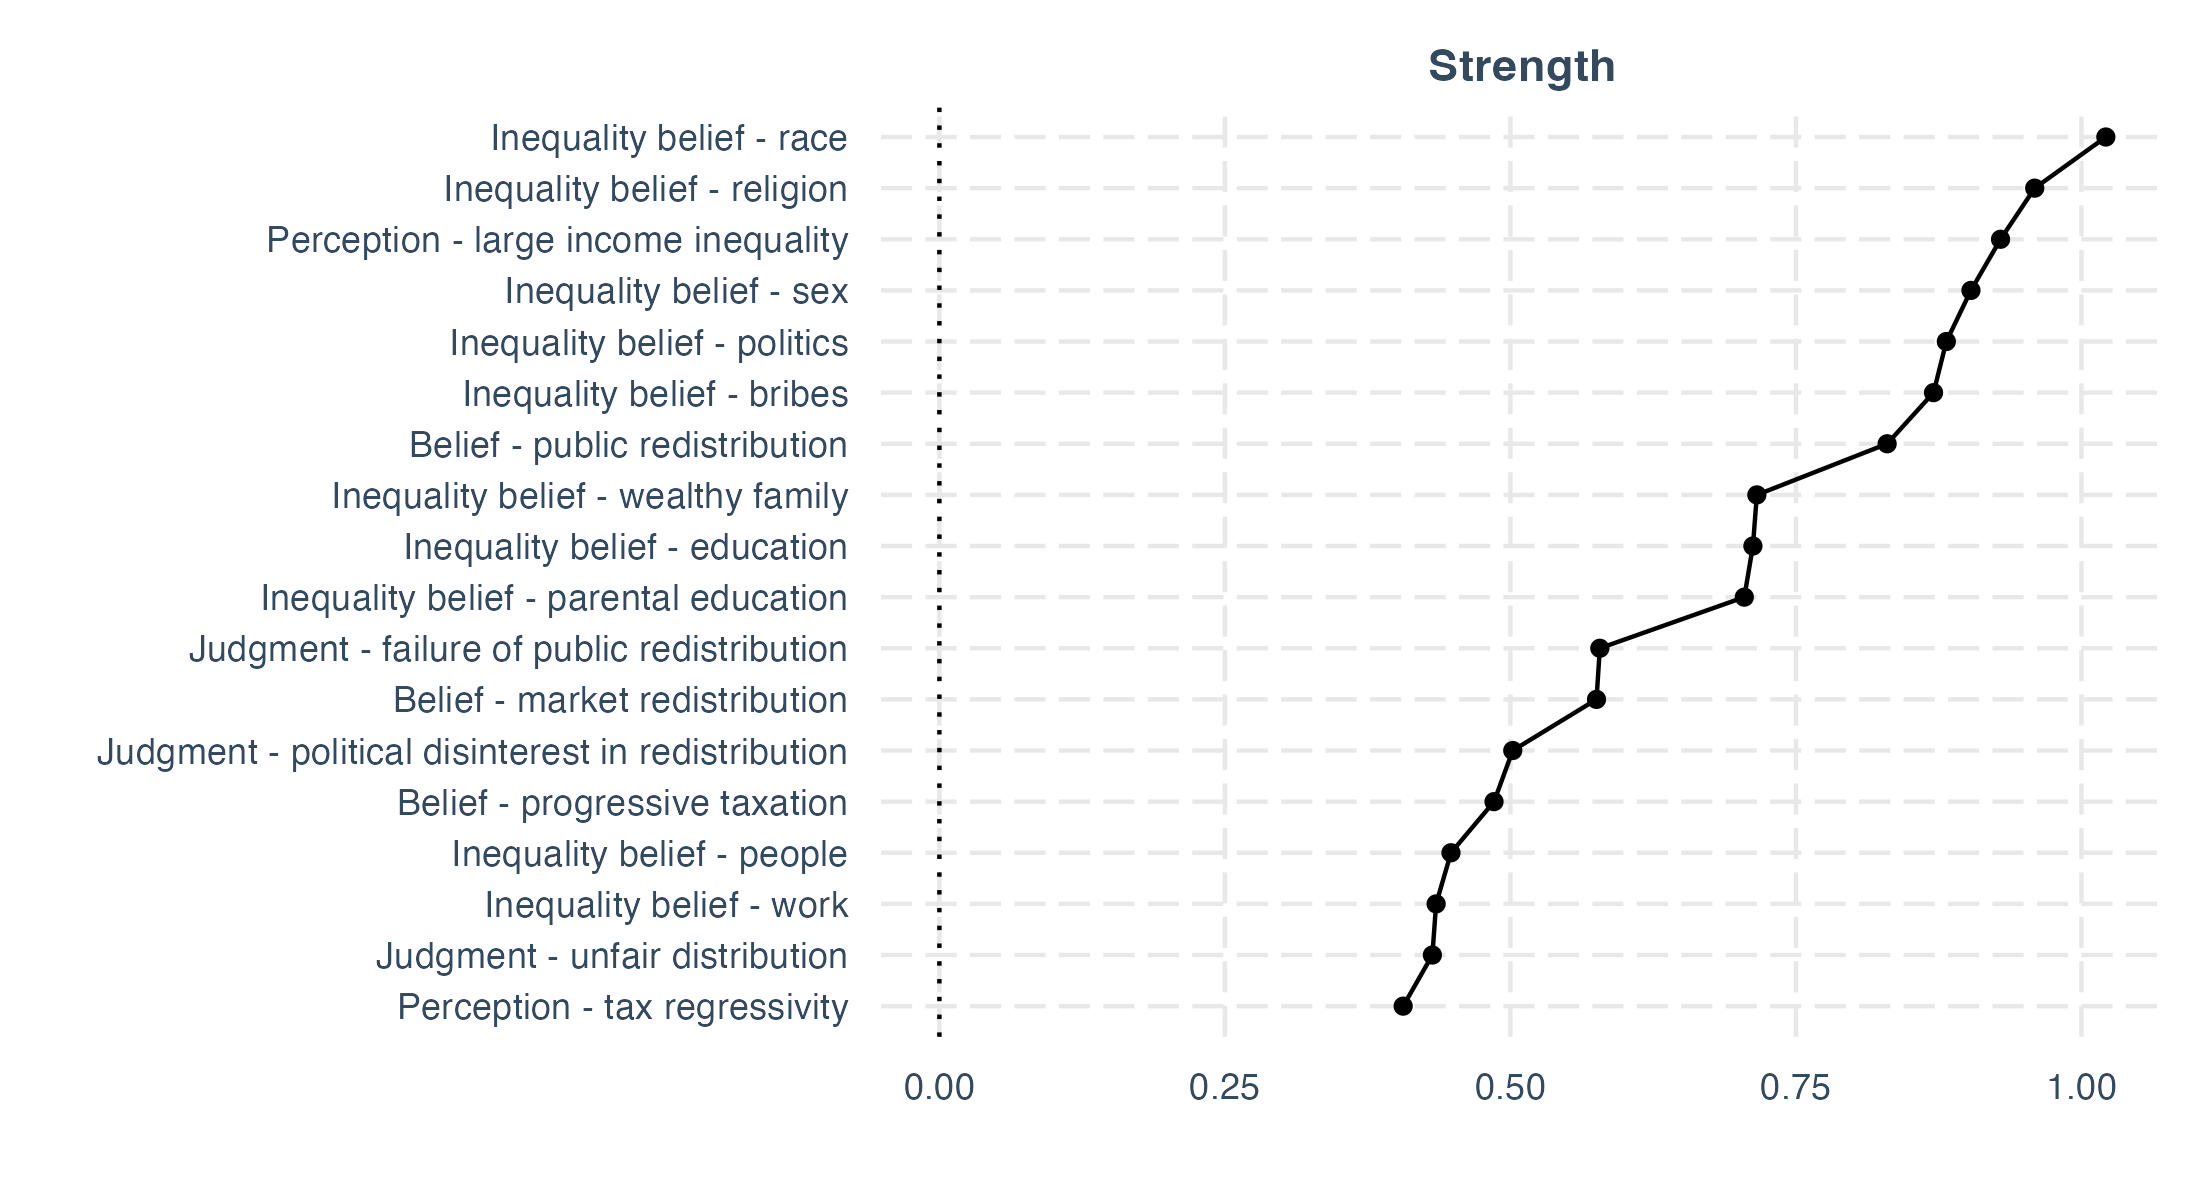 Strength
Inequality belief - race
Inequality belief - religion
Perception - large income inequality
Inequality belief - sex
Inequality belief - politics
Inequality belief - bribes
Belief - public redistribution
Inequality belief - wealthy family
Inequality belief - education
Inequality belief - parental education
Judgment - failure of public redistribution
Belief - market redistribution
Judgment - political disinterest in redistribution
Belief - progressive taxation
Inequality belief - people
Inequality belief - work
Judgment - unfair distribution
Perception - tax regressivity
0.00 0.25 0.50 0.75 1.00